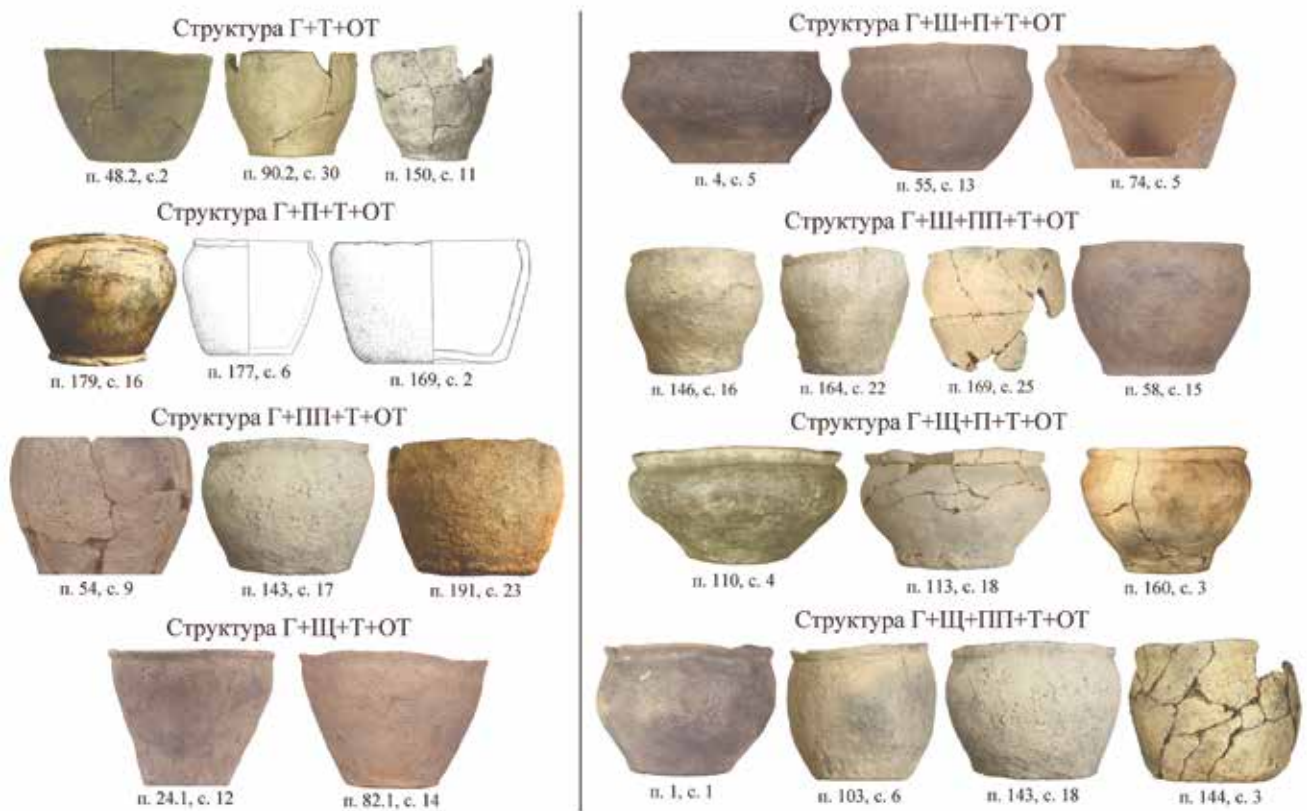 Структура Г+Т+ОТ
п. 48.2, с.2 п. 90.2, с. 30 п. 150, с. 11
Структура Г+П+Т+ОТ
п. 179, с. 16 п. 177, с. 6 п. 169, с. 2
Структура Г+ПП+Т+ОТ
п. 54, с. 9 п. 143, с. 17 п. 191, с. 23
Структура Г+Щ+Т+ОТ
п. 24.1, с. 12 п. 82.1, с. 14
Структура Г+Ш+П+Т+ОТ
п. 4, с. 5 п. 55, с. 13 п. 74, с. 5
Структура Г+Ш+ПП+Т+ОТ
п. 146, с. 16 п. 164, с. 22 п. 169, с. 25 п. 58, с. 15
Структура Г+Щ+П+Т+ОТ
п. 110, с. 4 п. 113, с. 18 п. 160, с. 3
Структура Г+Щ+ПП+Т+ОТ
п. 1, с. 1 п. 103, с. 6 п. 143, с. 18 п. 144, с. 3